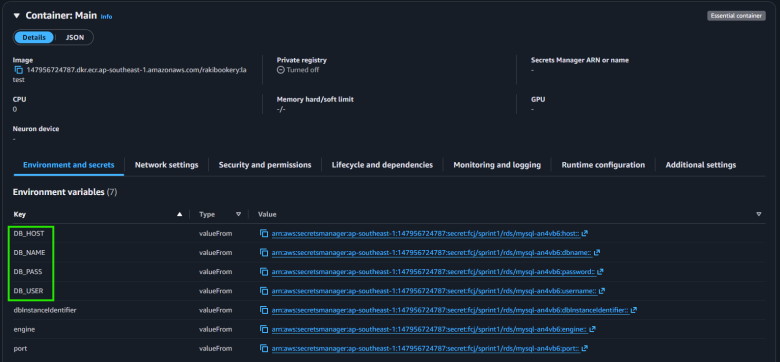 Container: Main Info
Essential container
Details JSON
Image Private registry Secrets Manager ARN or name
147956724787.dkr.ecr.ap-southeast-1.amazonaws.com/rakibookery:la Turned off -
test
CPU Memory hard/soft limit GPU
0 -/- -
Neuron device
-
Environment and secrets Network settings Security and permissions Lifecycle and dependencies Monitoring and logging Runtime configuration Additional settings
Environment variables (7)
Key Type Value
DB_HOST valueFrom arn:aws:secretsmanager:ap-southeast-1:147956724787:secret:fcj/sprint1/rds/mysql-an4vb6:host::
DB_NAME valueFrom arn:aws:secretsmanager:ap-southeast-1:147956724787:secret:fcj/sprint1/rds/mysql-an4vb6:dbname::
DB_PASS valueFrom arn:aws:secretsmanager:ap-southeast-1:147956724787:secret:fcj/sprint1/rds/mysql-an4vb6:password::
DB_USER valueFrom arn:aws:secretsmanager:ap-southeast-1:147956724787:secret:fcj/sprint1/rds/mysql-an4vb6:username::
dbInstanceIdentifier valueFrom arn:aws:secretsmanager:ap-southeast-1:147956724787:secret:fcj/sprint1/rds/mysql-an4vb6:dbInstanceIdentifier::
engine valueFrom arn:aws:secretsmanager:ap-southeast-1:147956724787:secret:fcj/sprint1/rds/mysql-an4vb6:engine::
port valueFrom arn:aws:secretsmanager:ap-southeast-1:147956724787:secret:fcj/sprint1/rds/mysql-an4vb6:port::